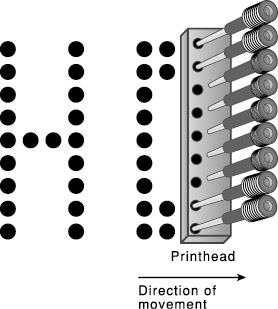 H
Printhead
Direction of
movement